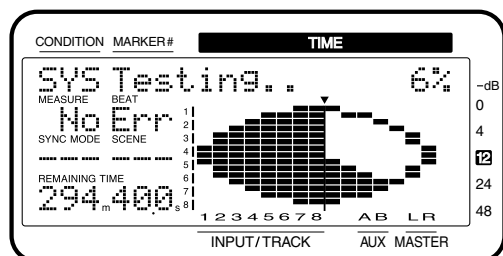 CONDITION MARKER# TIME
SYS Testing.. 6%
MEASURE BEAT
No Err
SYNC MODE SCENE
--- ---
REMAINING TIME
294m40.0s
1
2
3
4
5
6
7
8
1 2 3 4 5 6 7 8 A B L R
INPUT/TRACK AUX MASTER
-dB
0
4
12
24
48